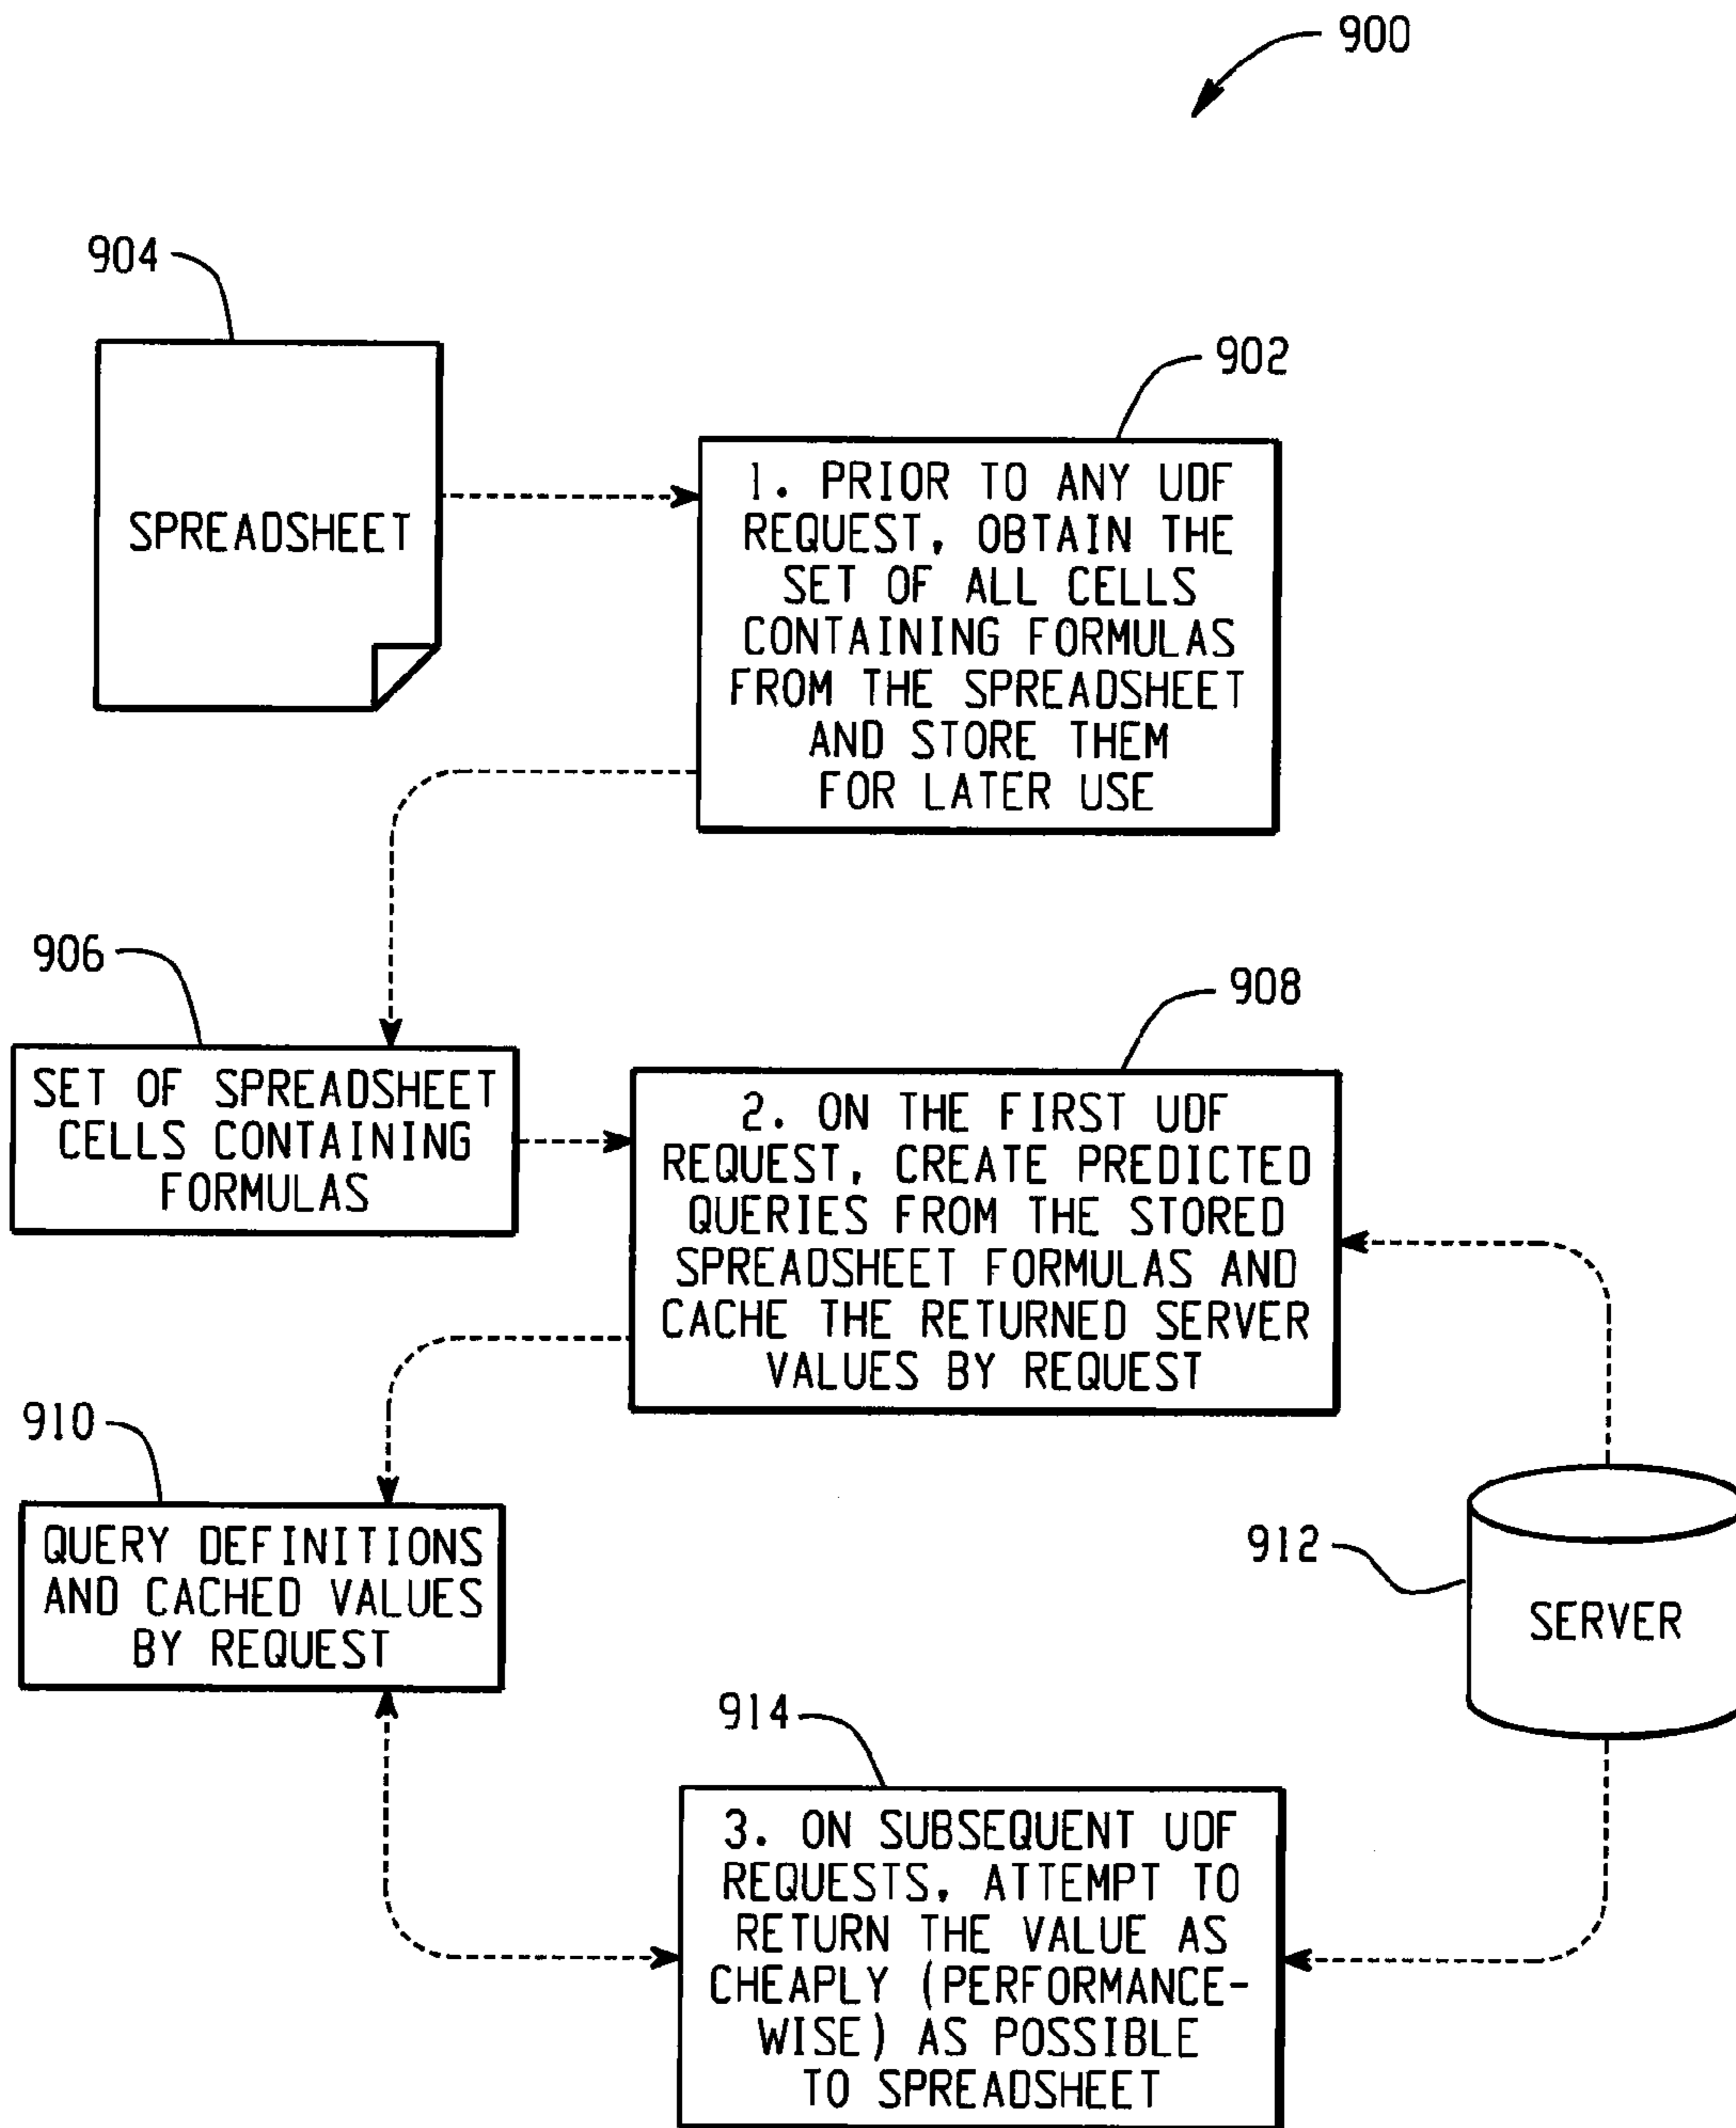 900
904
902
SPREADSHEET
1. PRIOR TO ANY UDF
REQUEST, OBTAIN THE
SET OF ALL CELLS
CONTAINING FORMULAS
FROM THE SPREADSHEET
AND STORE THEM
FOR LATER USE
906
908
SET OF SPREADSHEET
CELLS CONTAINING
FORMULAS
2. ON THE FIRST UDF
REQUEST, CREATE PREDICTED
QUERIES FROM THE STORED
SPREADSHEET FORMULAS AND
CACHE THE RETURNED SERVER
VALUES BY REQUEST
910
QUERY DEFINITIONS
AND CACHED VALUES
BY REQUEST
912
SERVER
914
3. ON SUBSEQUENT UDF
REQUESTS, ATTEMPT TO
RETURN THE VALUE AS
CHEAPLY (PERFORMANCE-
WISE) AS POSSIBLE
TO SPREADSHEET